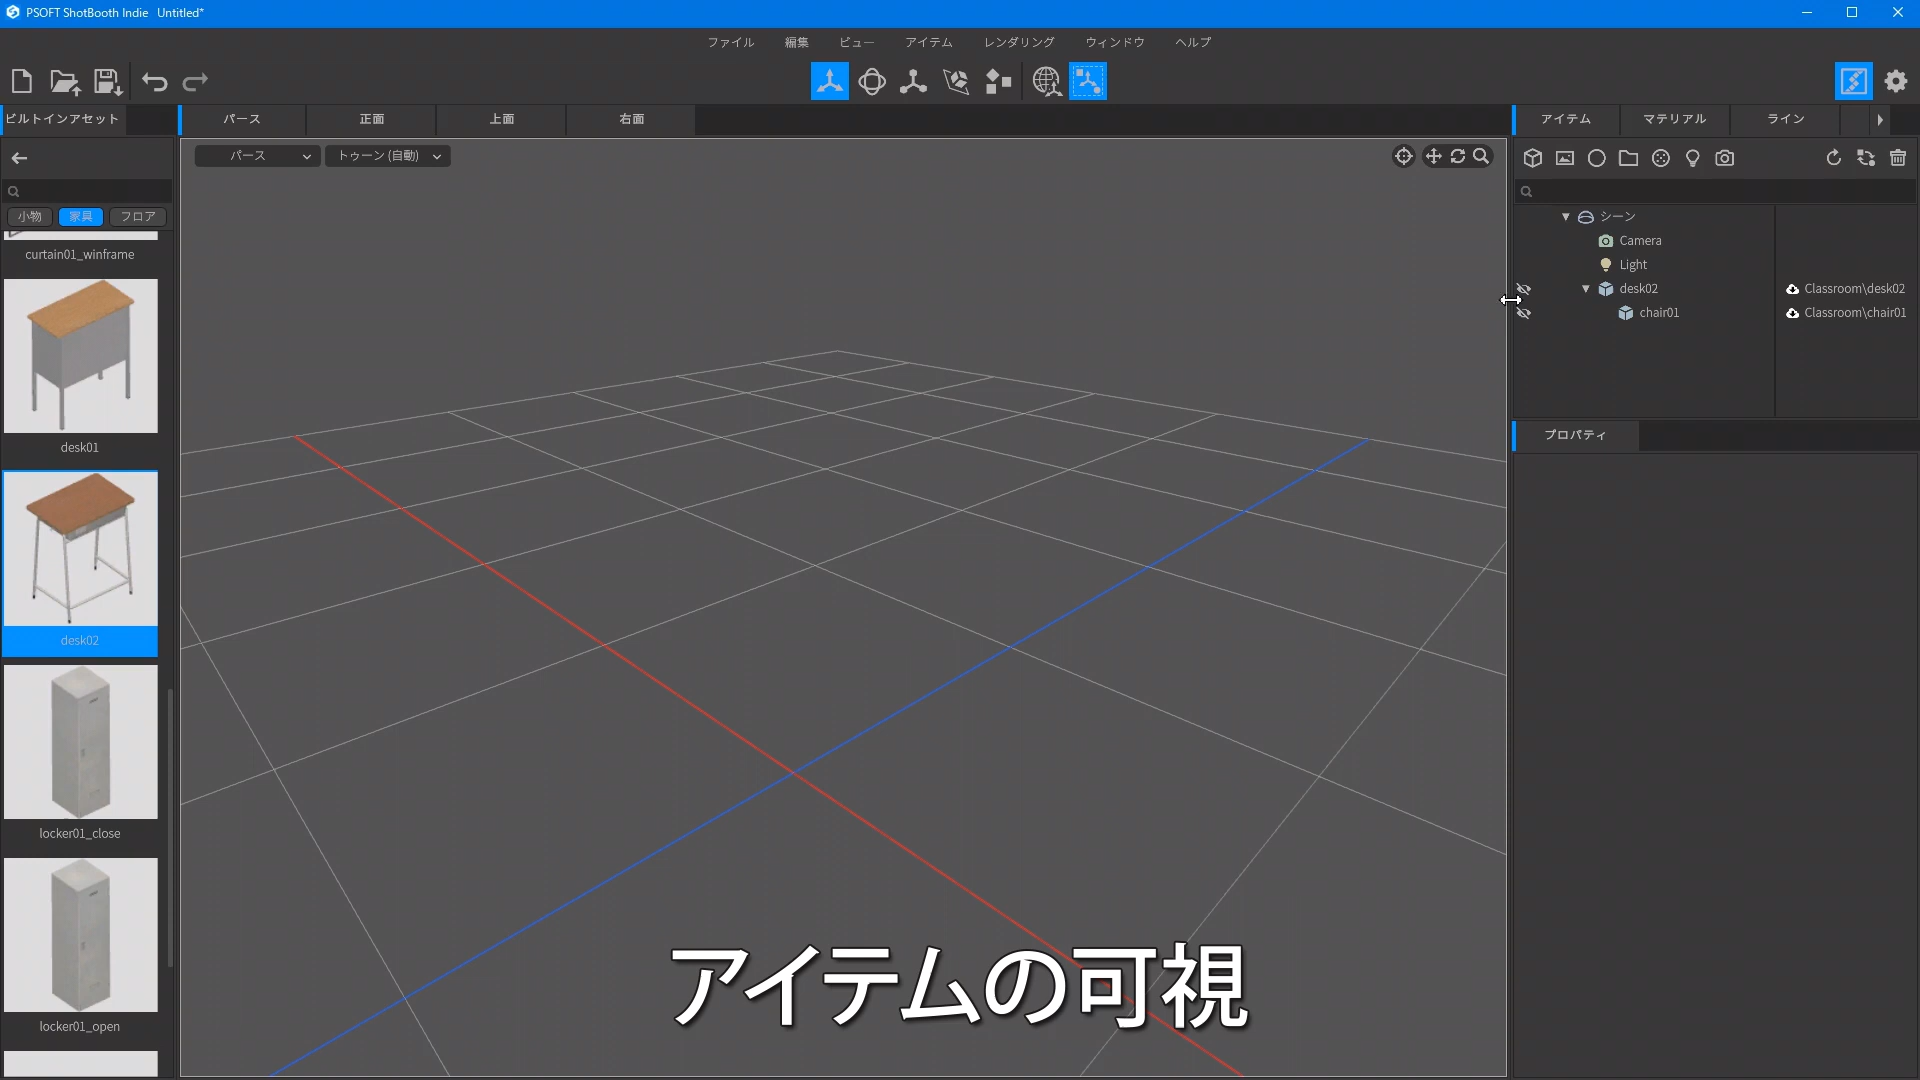 PSOFT ShotBooth Indie Untitled*
ファイル 編集 ビュー アイテム レンダリング ウィンドウ ヘルプ
ビルトインアセット
パース 正面 上面 右面
アイテム マテリアル ライン
パース トゥーン (自動)
小物 家具 フロア
curtain01_winframe
desk01
desk02
locker01_close
locker01_open
シーン
Camera
Light
desk02 Classroom\desk02
chair01 Classroom\chair01
プロパティ
アイテムの可視